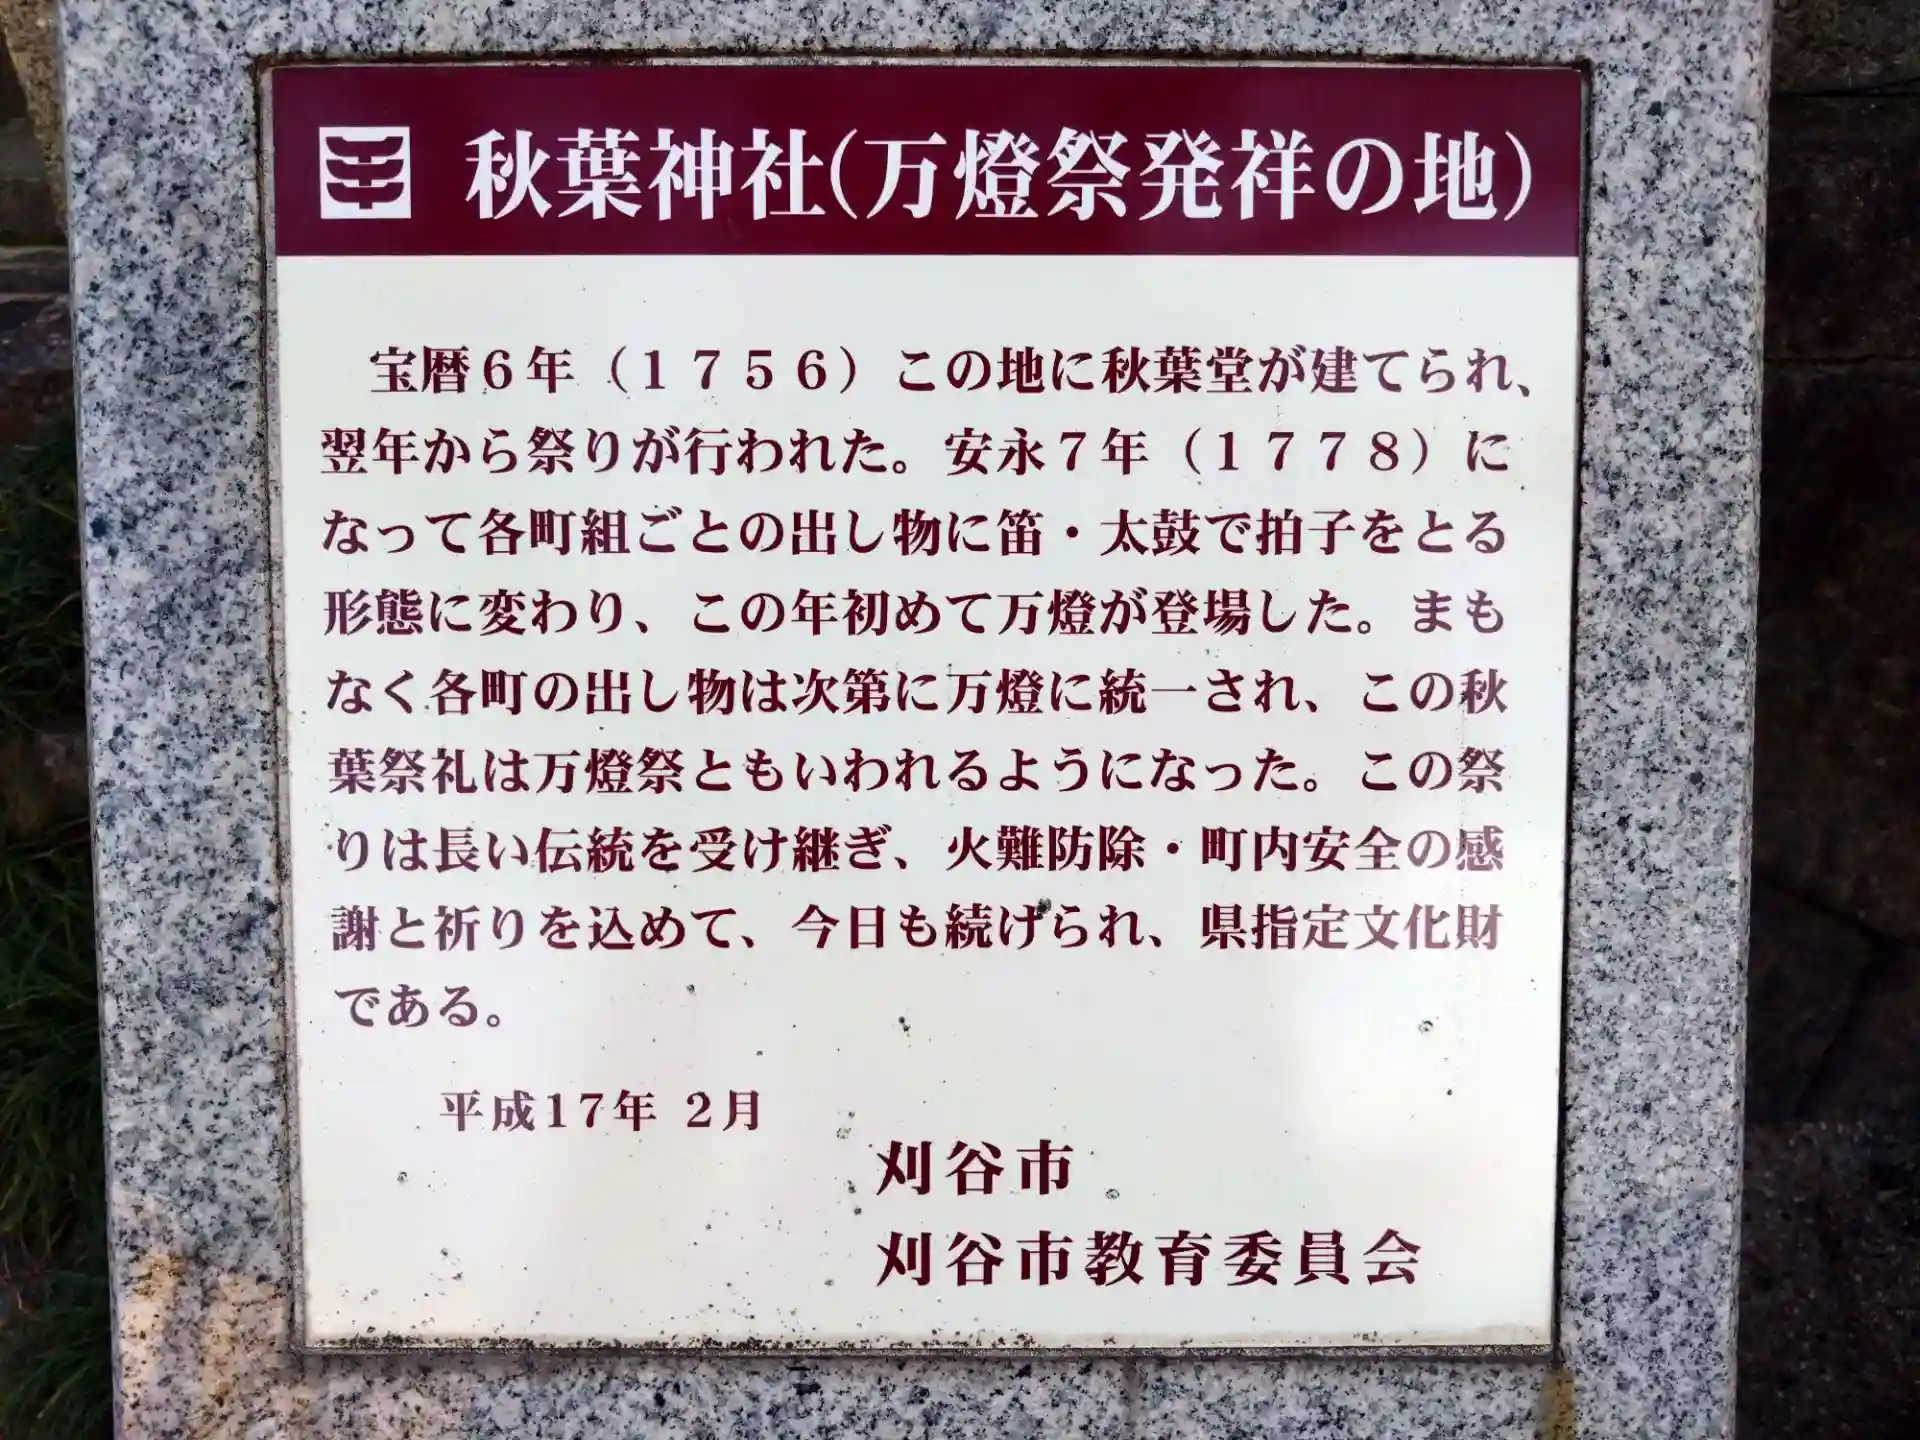 秋葉神社(万燈祭発祥の地)
宝暦６年（１７５６）この地に秋葉堂が建てられ、
翌年から祭りが行われた。安永７年（１７７８）に
なって各町組ごとの出し物に笛・太鼓で拍子をとる
形態に変わり、この年初めて万燈が登場した。まも
なく各町の出し物は次第に万燈に統一され、この秋
葉祭礼は万燈祭ともいわれるようになった。この祭
りは長い伝統を受け継ぎ、火難防除・町内安全の感
謝と祈りを込めて、今日も続げられ、県指定文化財
である。
平成17年 2月
刈谷市
刈谷市教育委員会